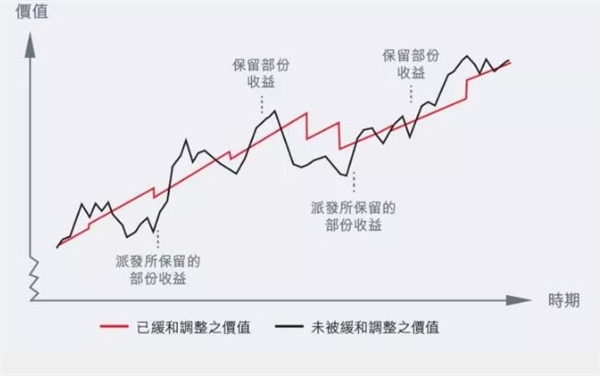 價值
保留部份
收益
保留部份
收益
派發所保留的
部份收益
派發所保留的
部份收益
時期
已緩和調整之價值
未被緩和調整之價值